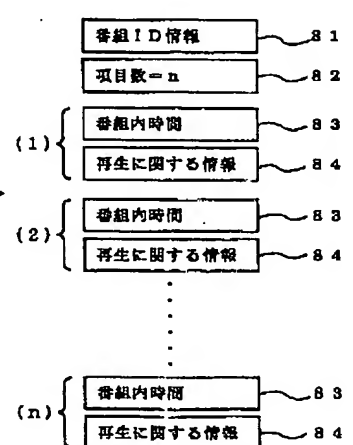 番組ID情報 81
項目数=n 82
(1) 番組内時間 83
再生に関する情報 84
(2) 番組内時間 83
再生に関する情報 84
(n) 番組内時間 83
再生に関する情報 84